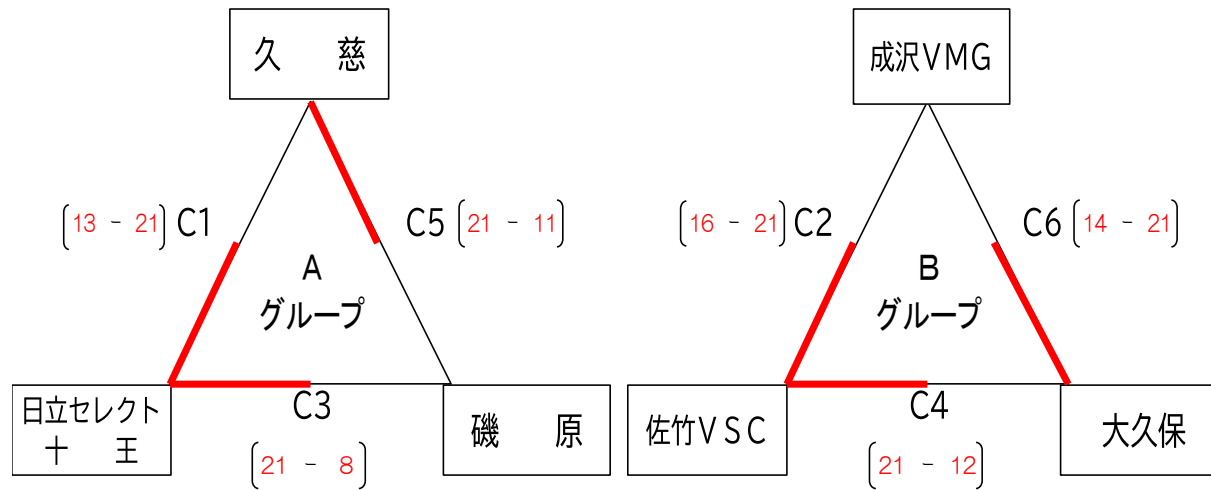 久　慈
成沢ＶＭＧ
[13 - 21] C1
C5 [21 - 11]
[16 - 21] C2
C6 [14 - 21]
A
グループ
B
グループ
日立セレクト
十　王
C3
[21 - 8]
磯　原
佐竹ＶＳＣ
C4
[21 - 12]
大久保